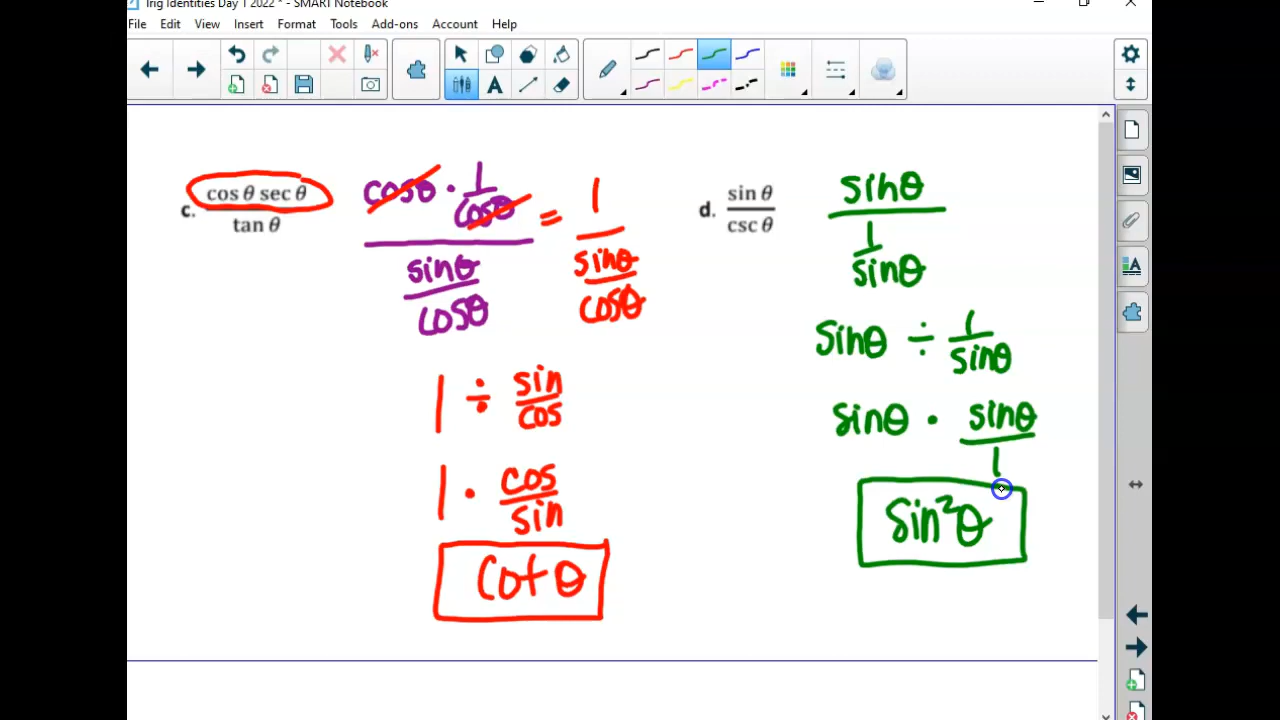 Trig Identities Day 1 2022 * - SMART Notebook
File Edit View Insert Format Tools Add-ons Account Help
c. cos θ sec θ
tan θ
cosθ · 1
cosθ
sinθ
cosθ
= 1
sinθ
cosθ
1 ÷ sin
cos
1 · cos
sin
cot θ
d. sin θ
csc θ
sinθ
1
sinθ
sinθ ÷ 1
sinθ
sinθ · sinθ
1
sin²θ